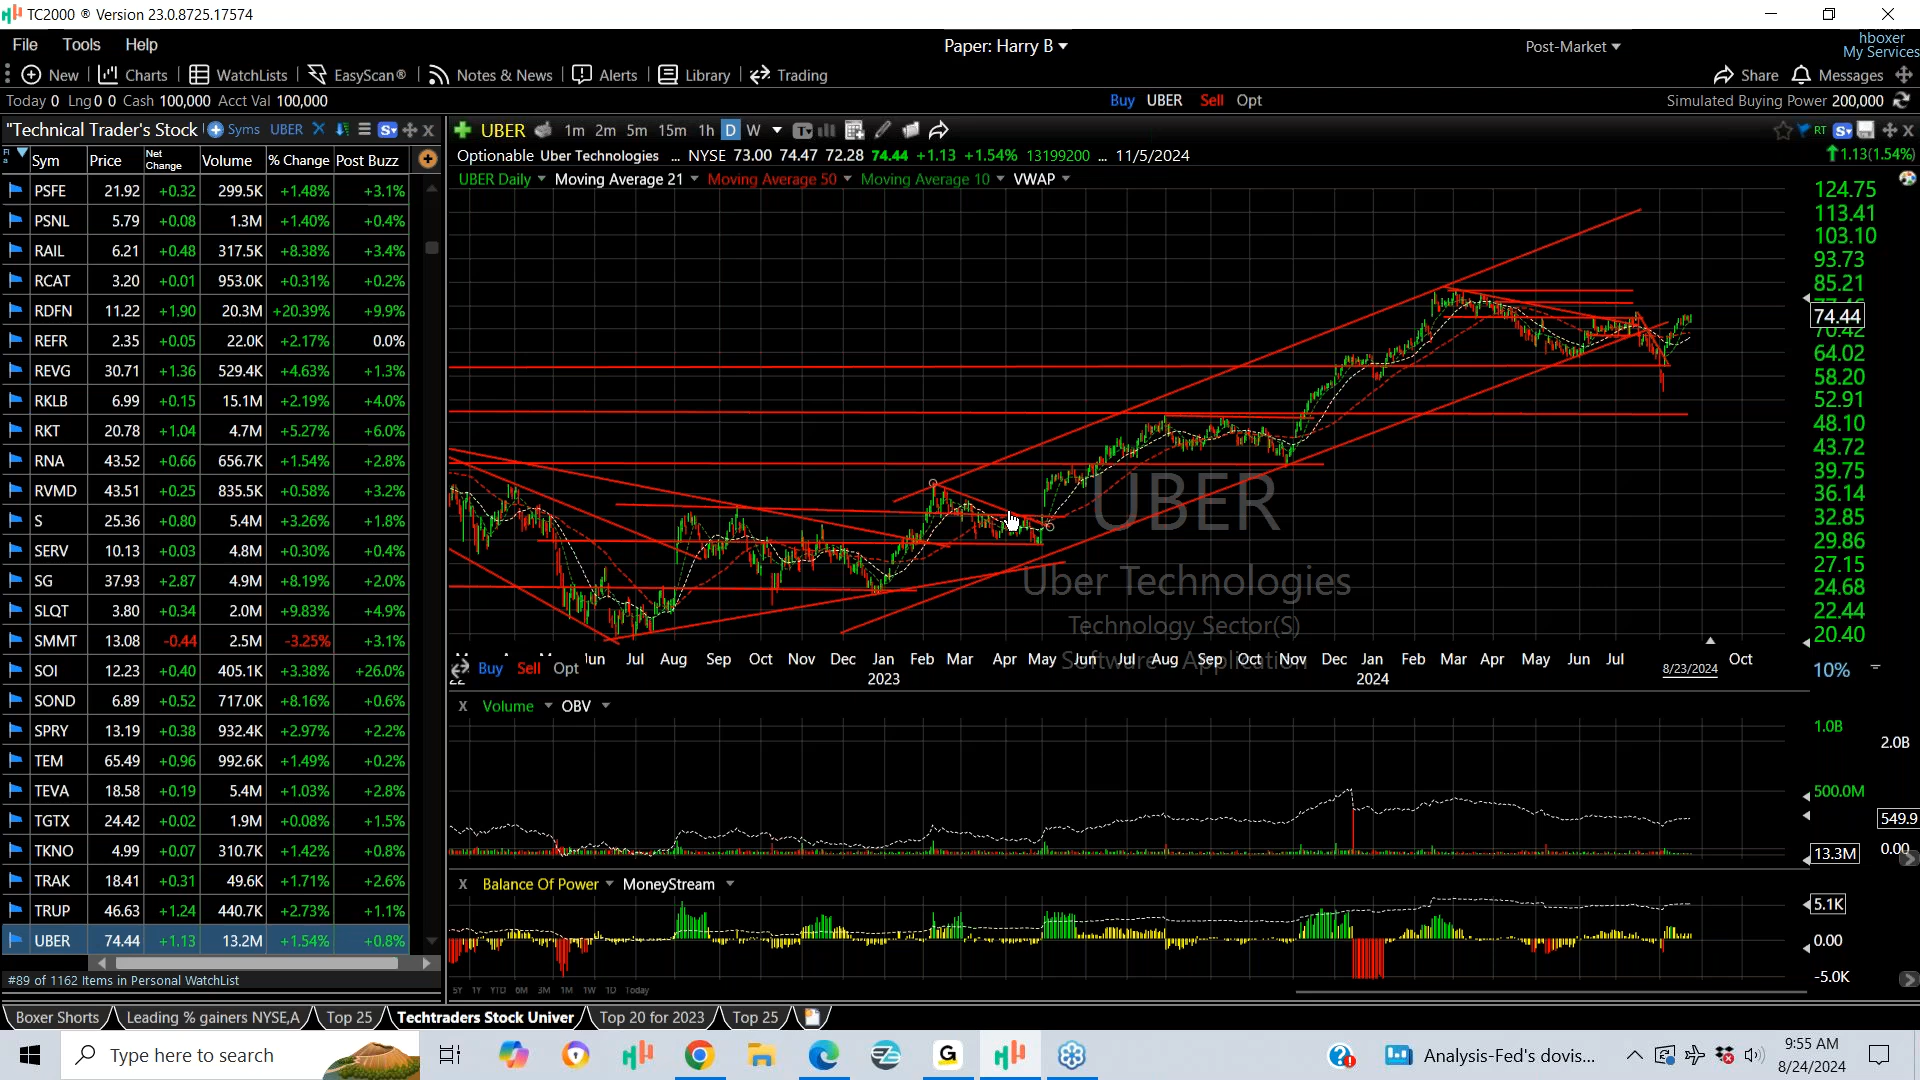 TC2000 ® Version 23.0.8725.17574
File Tools Help
Paper: Harry B
Post-Market
hboxer
My Services
New Charts WatchLists EasyScan® Notes & News Alerts Library Trading
Share Messages
Today 0 Lng 0 0 Cash 100,000 Acct Val 100,000
Buy UBER Sell Opt
Simulated Buying Power 200,000
"Technical Trader's Stock Syms UBER
UBER 1m 2m 5m 15m 1h D W
RT
Sym Price Net Change Volume % Change Post Buzz
Optionable Uber Technologies ... NYSE 73.00 74.47 72.28 74.44 +1.13 +1.54% 13199200 ... 11/5/2024
1.13(1.54%)
UBER Daily Moving Average 21 Moving Average 50 Moving Average 10 VWAP
PSFE 21.92 +0.32 299.5K +1.48% +3.1%
PSNL 5.79 +0.08 1.3M +1.40% +0.4%
RAIL 6.21 +0.48 317.5K +8.38% +3.4%
RCAT 3.20 +0.01 953.0K +0.31% +0.2%
RDFN 11.22 +1.90 20.3M +20.39% +9.9%
REFR 2.35 +0.05 22.0K +2.17% 0.0%
REVG 30.71 +1.36 529.4K +4.63% +1.3%
RKLB 6.99 +0.15 15.1M +2.19% +4.0%
RKT 20.78 +1.04 4.7M +5.27% +6.0%
RNA 43.52 +0.66 656.7K +1.54% +2.8%
RVMD 43.51 +0.25 835.5K +0.58% +3.2%
S 25.36 +0.80 5.4M +3.26% +1.8%
SERV 10.13 +0.03 4.8M +0.30% +0.4%
SG 37.93 +2.87 4.9M +8.19% +2.0%
SLQT 3.80 +0.34 2.0M +9.83% +4.9%
SMMT 13.08 -0.44 2.5M -3.25% +3.1%
SOI 12.23 +0.40 405.1K +3.38% +26.0%
SOND 6.89 +0.52 717.0K +8.16% +0.6%
SPRY 13.19 +0.38 932.4K +2.97% +2.2%
TEM 65.49 +0.96 992.6K +1.49% +0.2%
TEVA 18.58 +0.19 5.4M +1.03% +2.8%
TGTX 24.42 +0.02 1.9M +0.08% +1.5%
TKNO 4.99 +0.07 310.7K +1.42% +0.8%
TRAK 18.41 +0.31 49.6K +1.71% +2.6%
TRUP 46.63 +1.24 440.7K +2.73% +1.1%
UBER 74.44 +1.13 13.2M +1.54% +0.8%
#89 of 1162 Items in Personal WatchList
124.75
113.41
103.10
93.73
85.21
74.44
70.42
64.02
58.20
52.91
48.10
43.72
39.75
36.14
32.85
29.86
27.15
24.68
22.44
20.40
UBER
Uber Technologies
Technology Sector(S)
Software - Application
Buy Sell Opt
Jul Aug Sep Oct Nov Dec Jan Feb Mar Apr May Jun Jul Aug Sep Oct Nov Dec Jan Feb Mar Apr May Jun Jul Oct
22 2023 2024
8/23/2024
10%
X Volume OBV
1.0B
2.0B
500.0M
549.9
13.3M
0.00
X Balance Of Power MoneyStream
5.1K
0.00
-5.0K
5Y 1Y YTD 6M 3M 1M 1W 1D Today
Boxer Shorts Leading % gainers NYSE,A Top 25 Techtraders Stock Univer Top 20 for 2023 Top 25
Type here to search
Analysis-Fed's dovis...
9:55 AM
8/24/2024